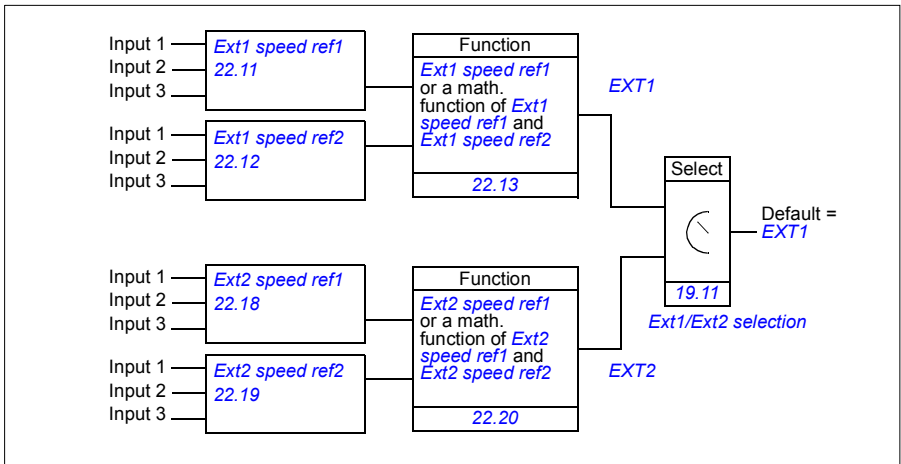 Input 1
Input 2
Input 3
Ext1 speed ref1
22.11
Input 1
Input 2
Input 3
Ext1 speed ref2
22.12
Function
Ext1 speed ref1
or a math.
function of Ext1
speed ref1 and
Ext1 speed ref2
22.13
EXT1
Select
Default =
EXT1
19.11
Ext1/Ext2 selection
Input 1
Input 2
Input 3
Ext2 speed ref1
22.18
Input 1
Input 2
Input 3
Ext2 speed ref2
22.19
Function
Ext2 speed ref1
or a math.
function of Ext2
speed ref1 and
Ext2 speed ref2
22.20
EXT2